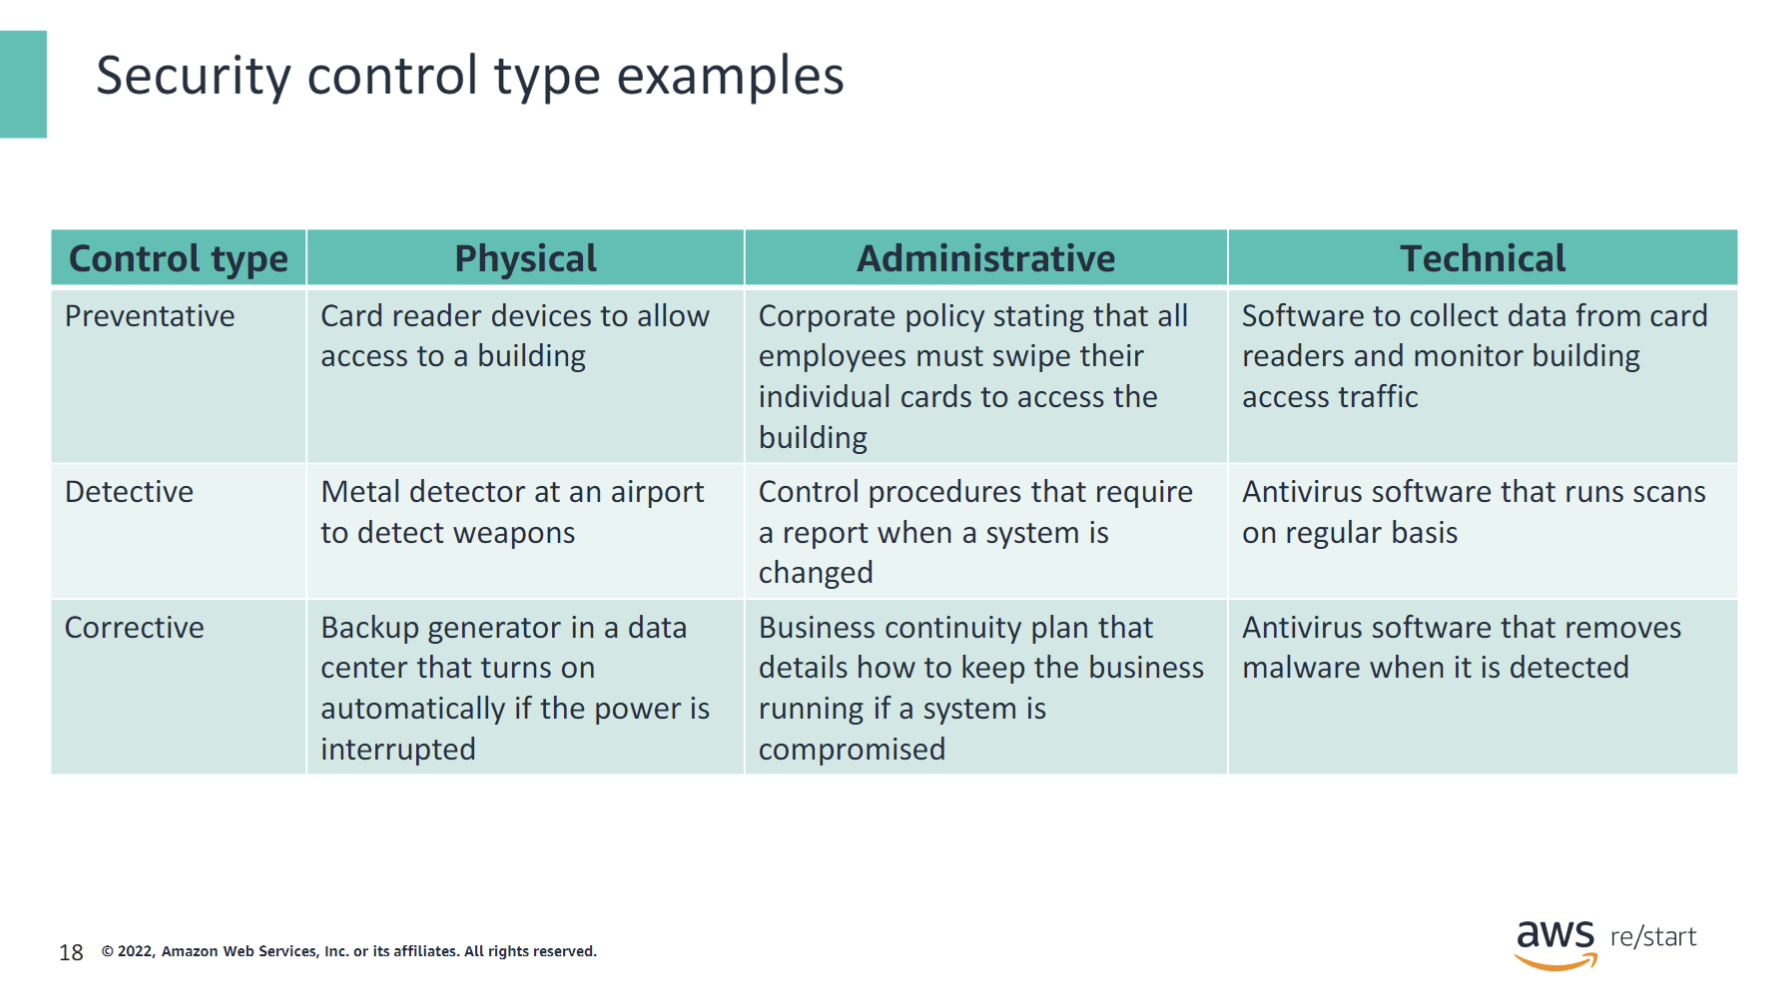 Security control type examples
Control type
Physical
Administrative
Technical
Preventative
Card reader devices to allow
access to a building
Corporate policy stating that all
employees must swipe their
individual cards to access the
building
Software to collect data from card
readers and monitor building
access traffic
Detective
Metal detector at an airport
to detect weapons
Control procedures that require
a report when a system is
changed
Antivirus software that runs scans
on regular basis
Corrective
Backup generator in a data
center that turns on
automatically if the power is
interrupted
Business continuity plan that
details how to keep the business
running if a system is
compromised
Antivirus software that removes
malware when it is detected
18 © 2022, Amazon Web Services, Inc. or its affiliates. All rights reserved.
aws re/start